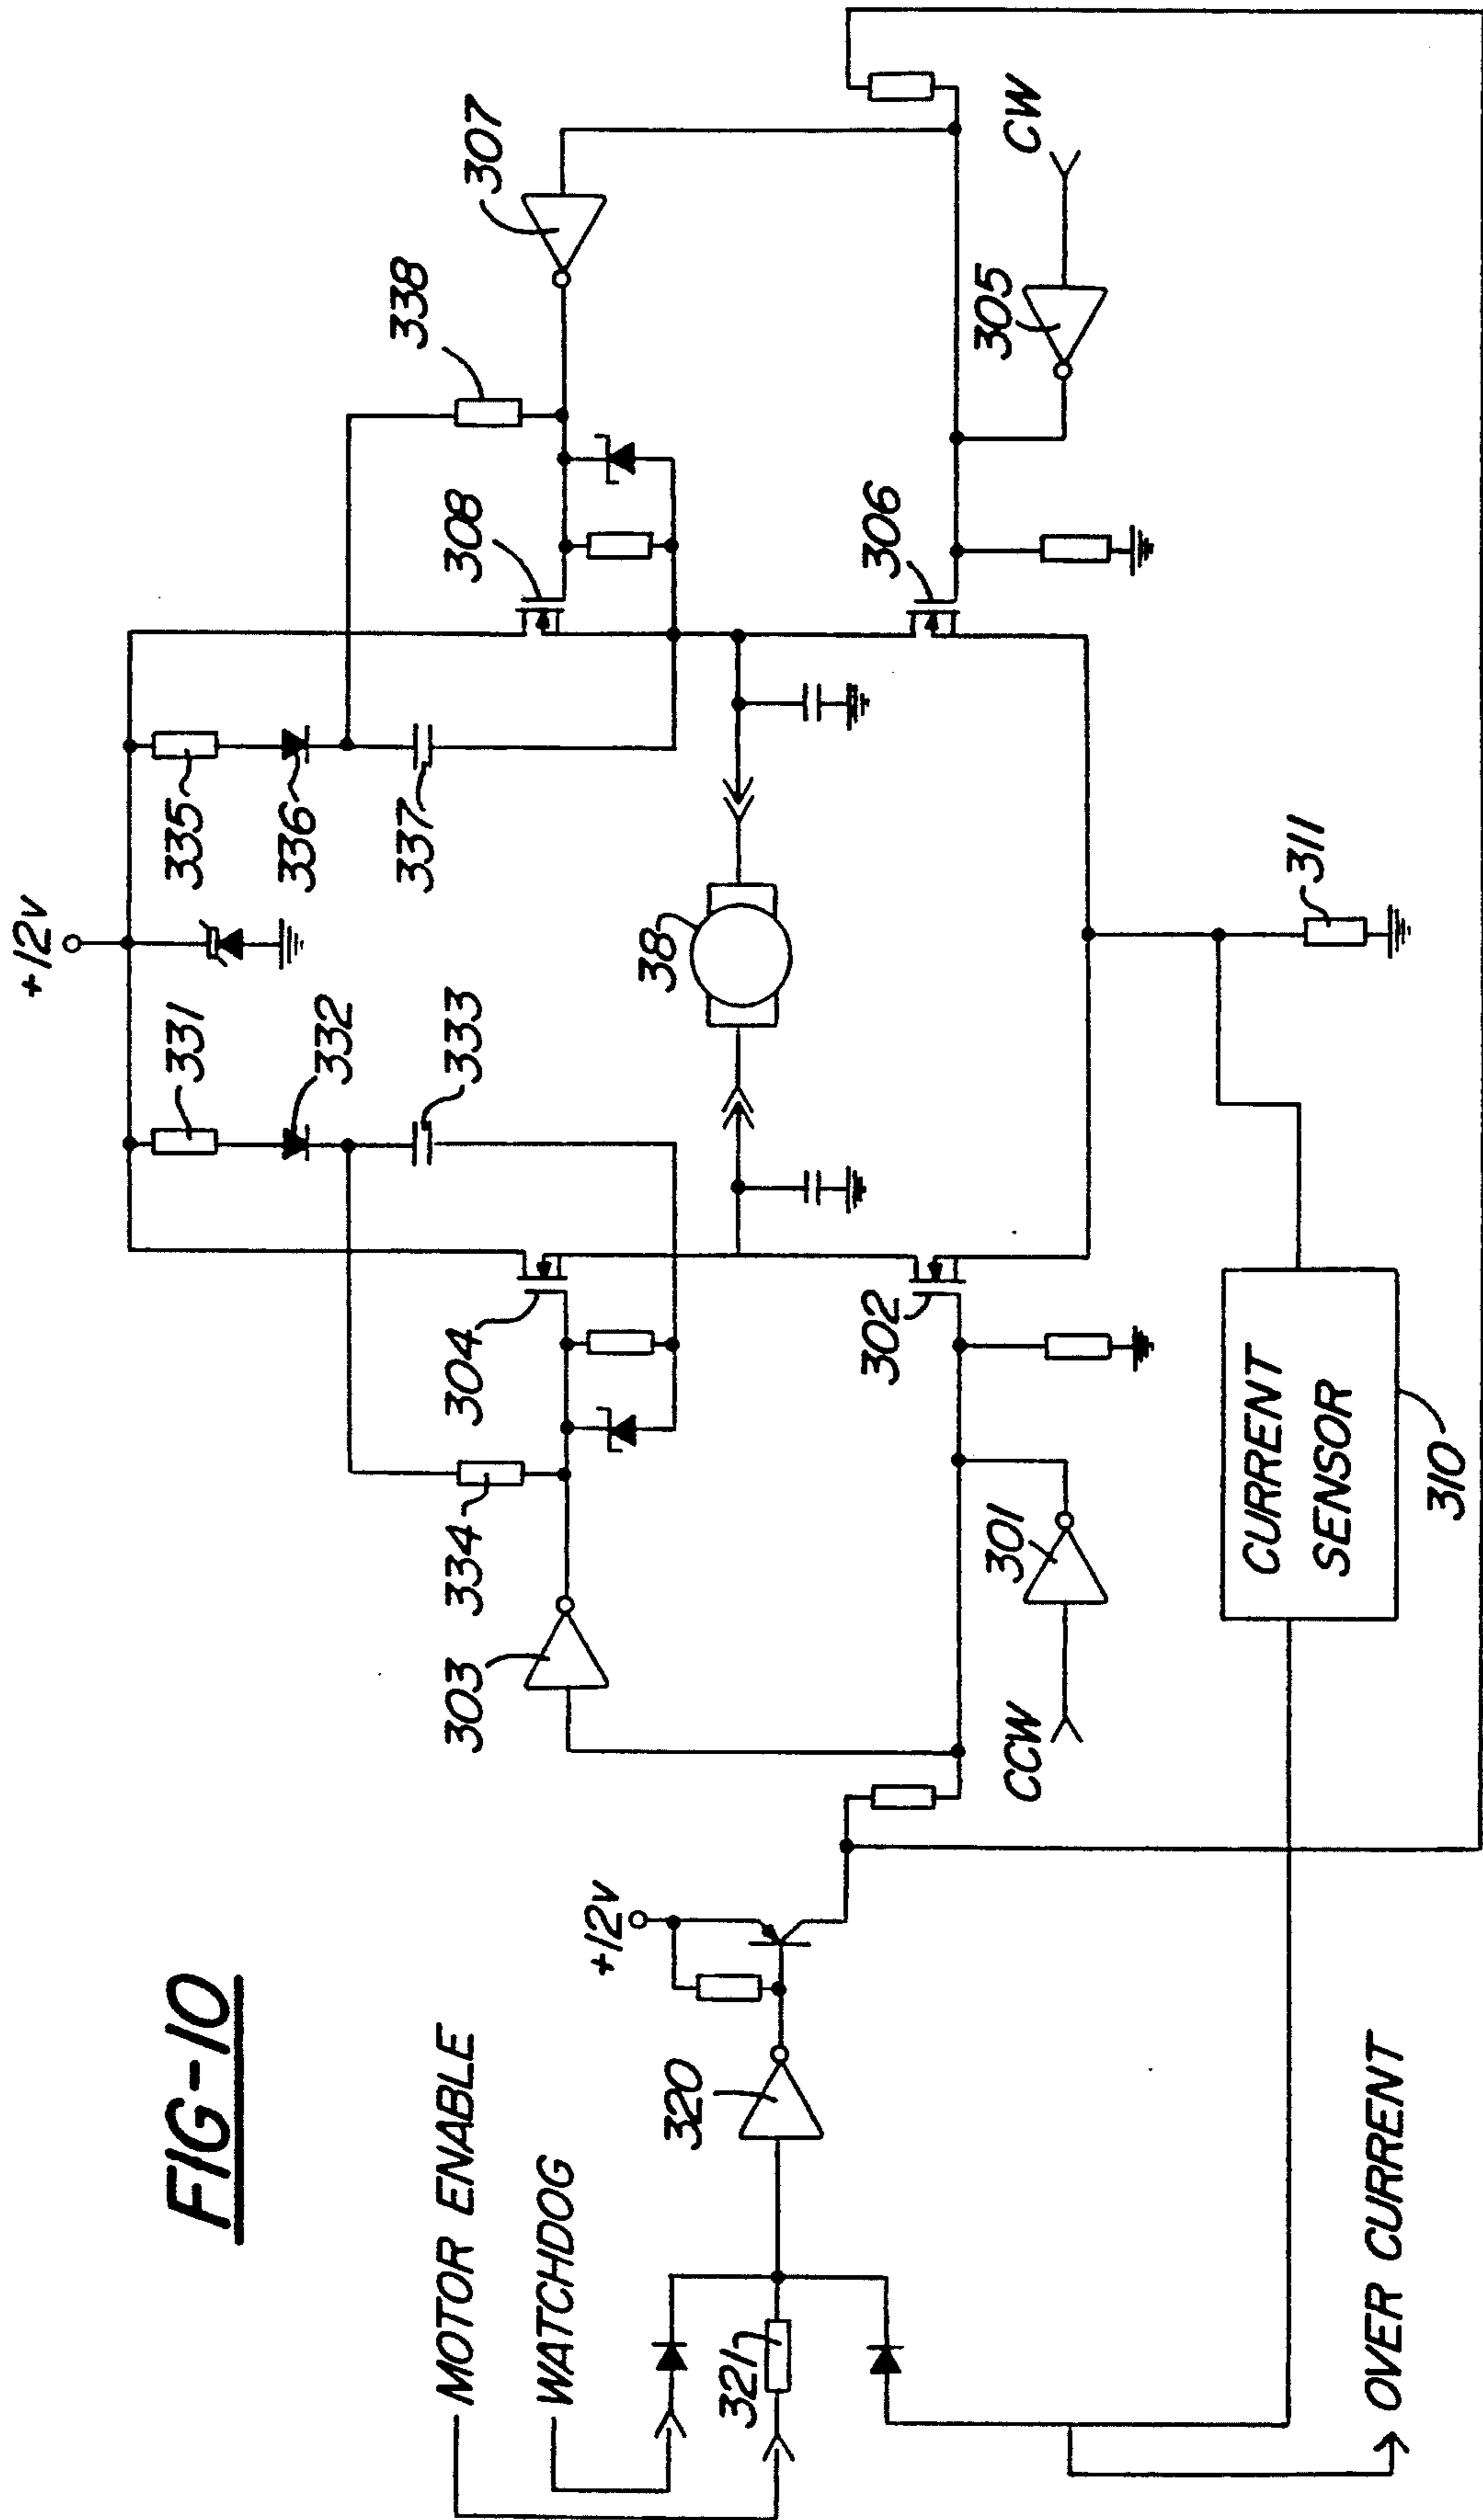 FIG-10
MOTOR ENABLE
WATCHDOG
321
320
+12v
OVER CURRENT
303
334
304
CCW
301
302
CURRENT
SENSOR
310
+12v
331
332
333
38
335
336
337
311
308
338
307
306
305
CW